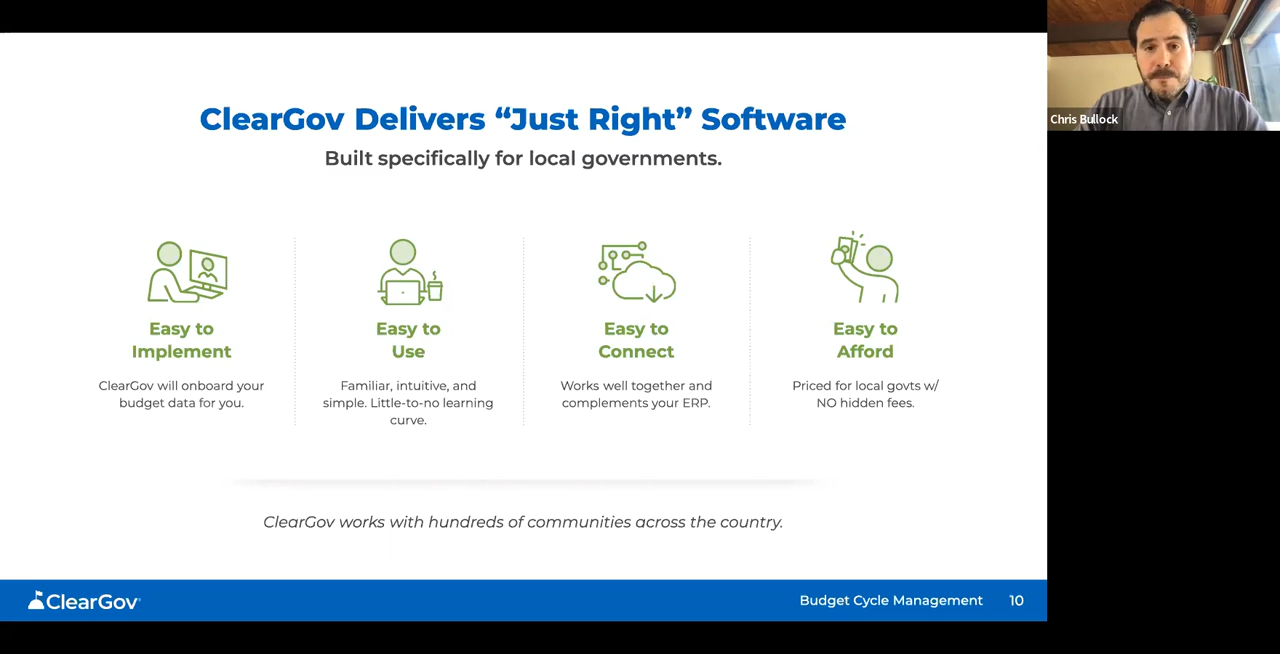 ClearGov Delivers “Just Right” Software
Built specifically for local governments.
Easy to
Implement
ClearGov will onboard your
budget data for you.
Easy to
Use
Familiar, intuitive, and
simple. Little-to-no learning
curve.
Easy to
Connect
Works well together and
complements your ERP.
Easy to
Afford
Priced for local govts w/
NO hidden fees.
ClearGov works with hundreds of communities across the country.
ClearGov
Budget Cycle Management 10
Chris Bullock